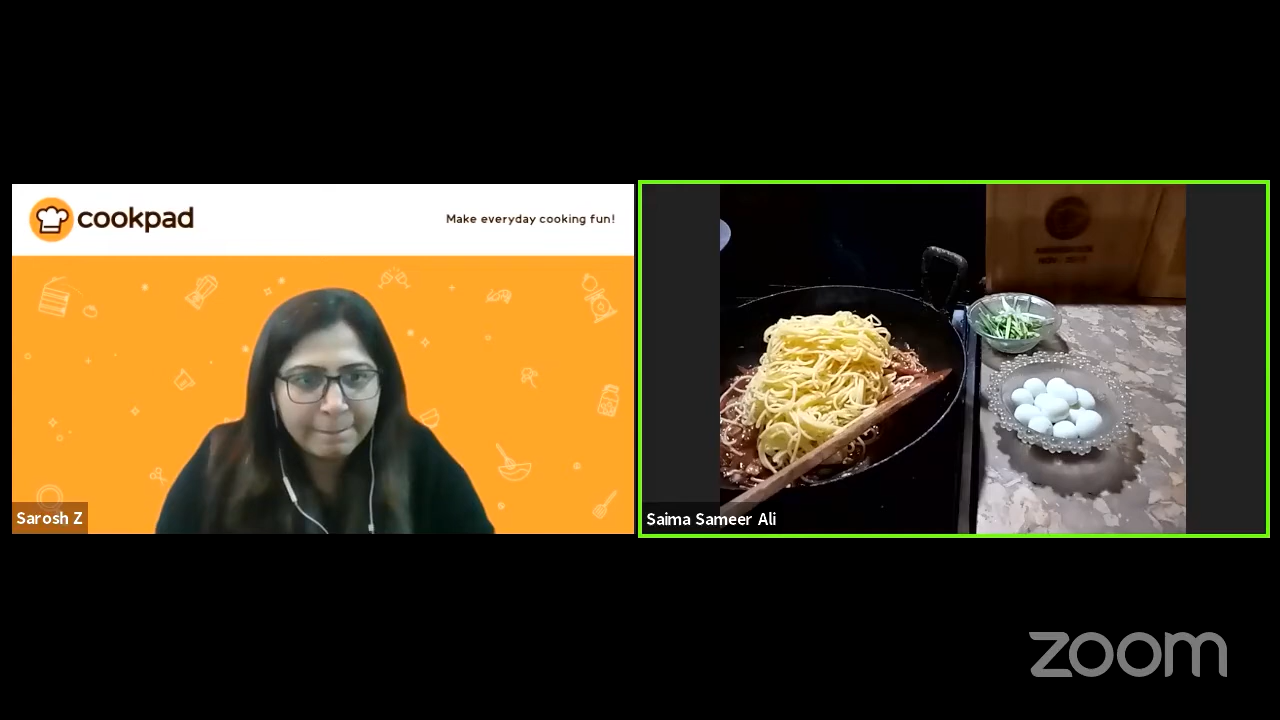 cookpad
Make everyday cooking fun!
Sarosh Z
Saima Sameer Ali
zoom